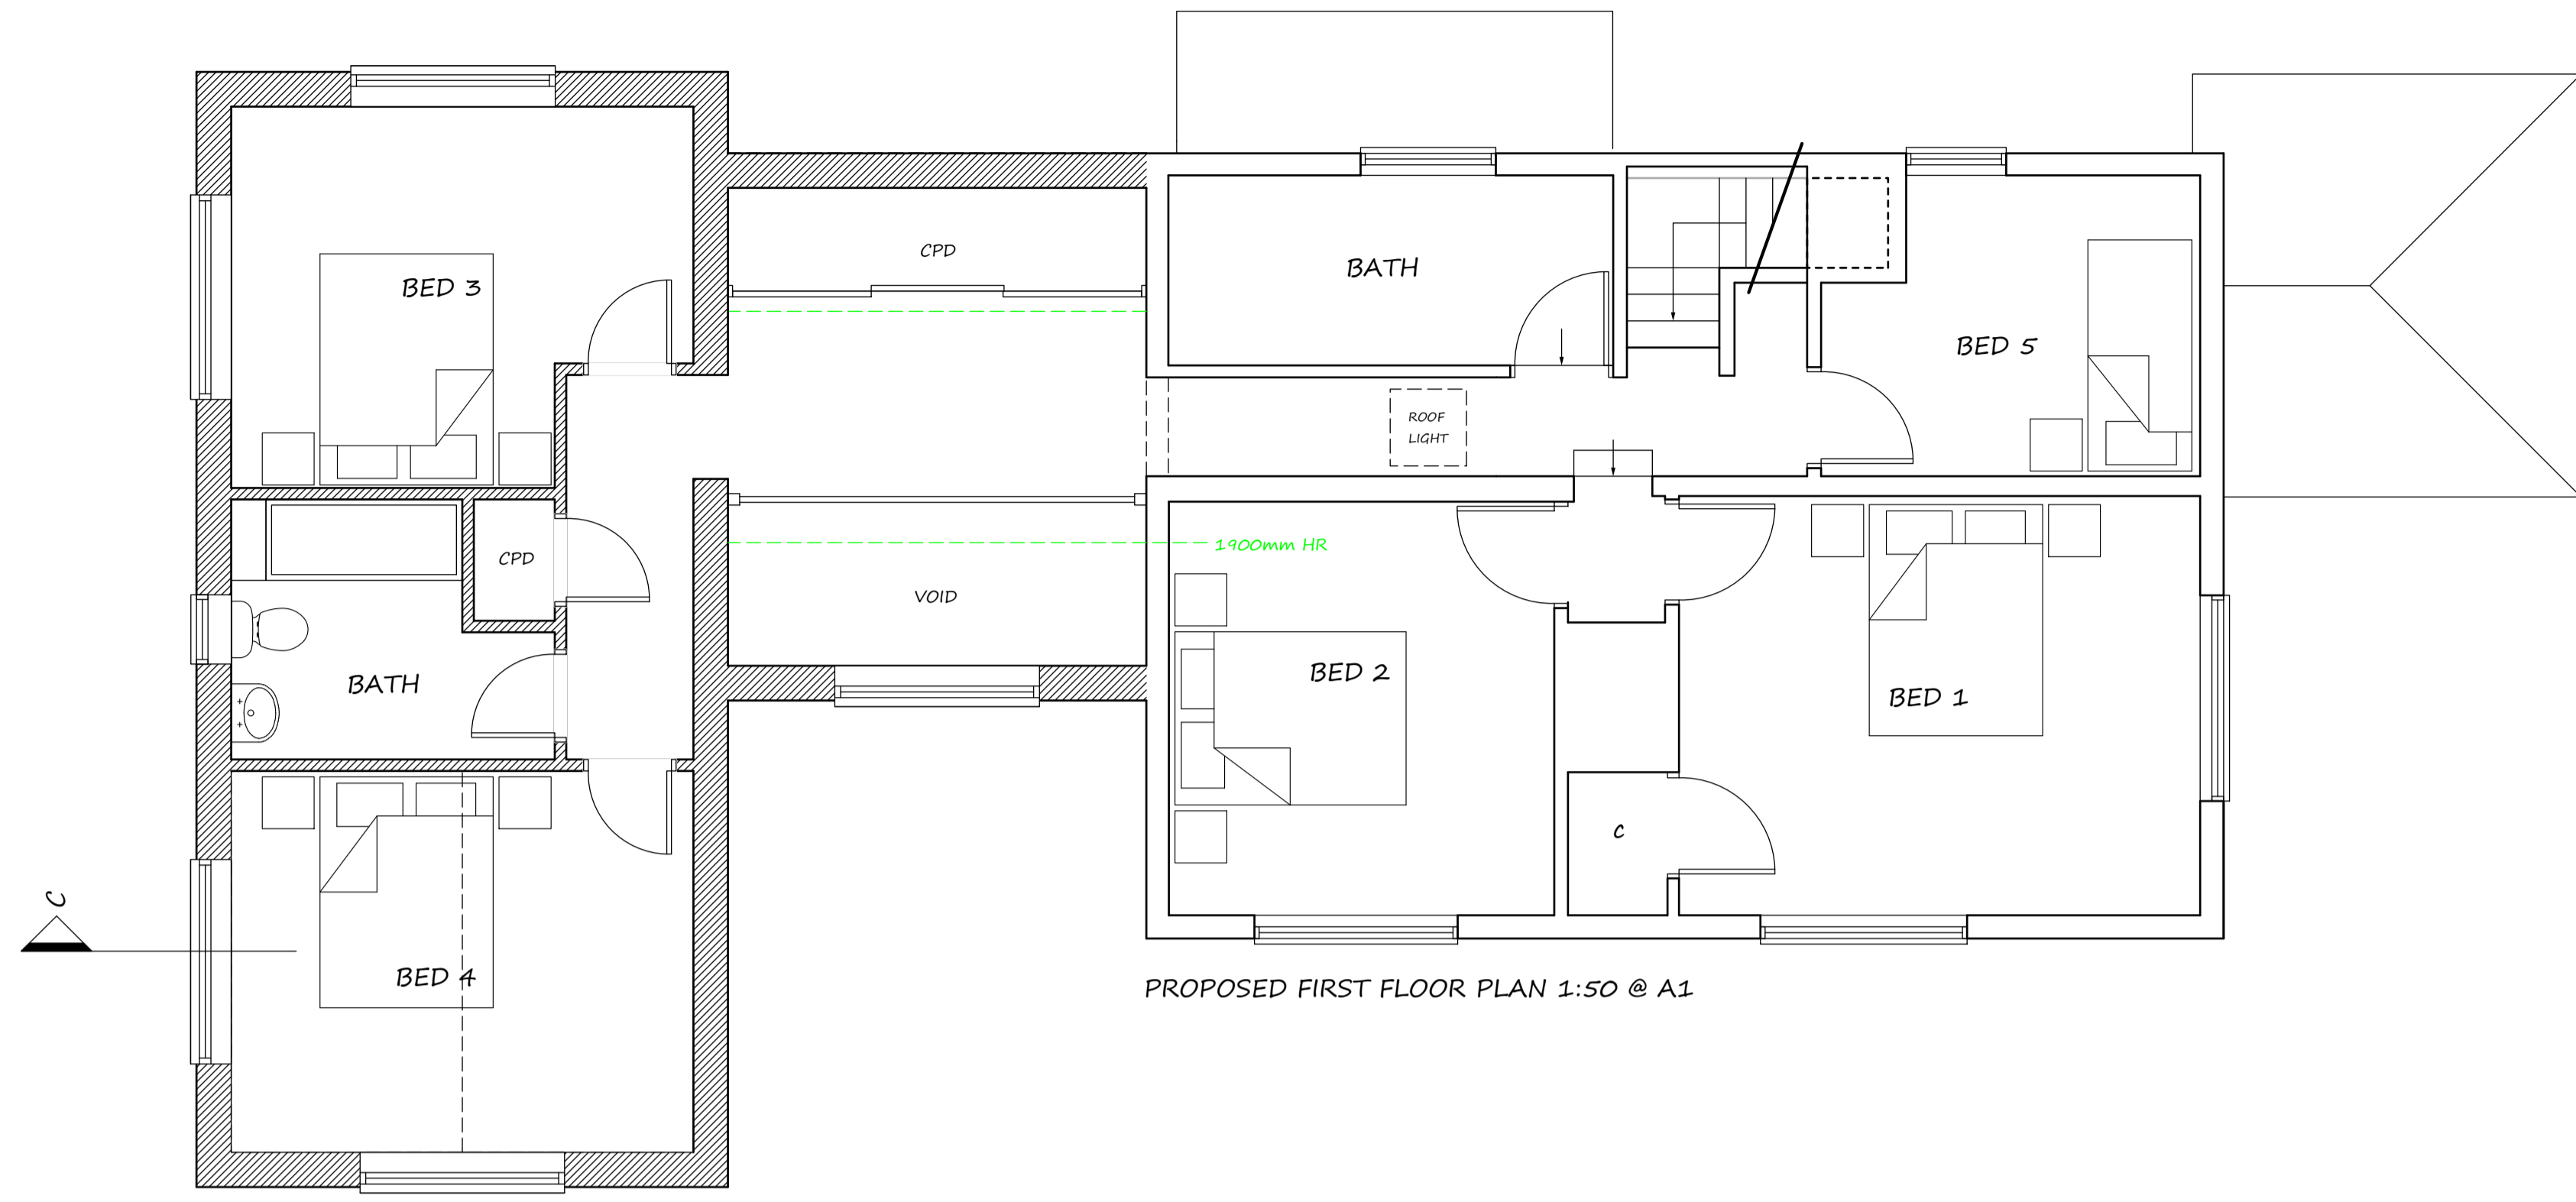 CPD
BATH
BED 3
BED 5
ROOF
LIGHT
CPD
1900mm HR
VOID
BATH
BED 2
BED 1
C
C
BED 4
PROPOSED FIRST FLOOR PLAN 1:50 @ A1